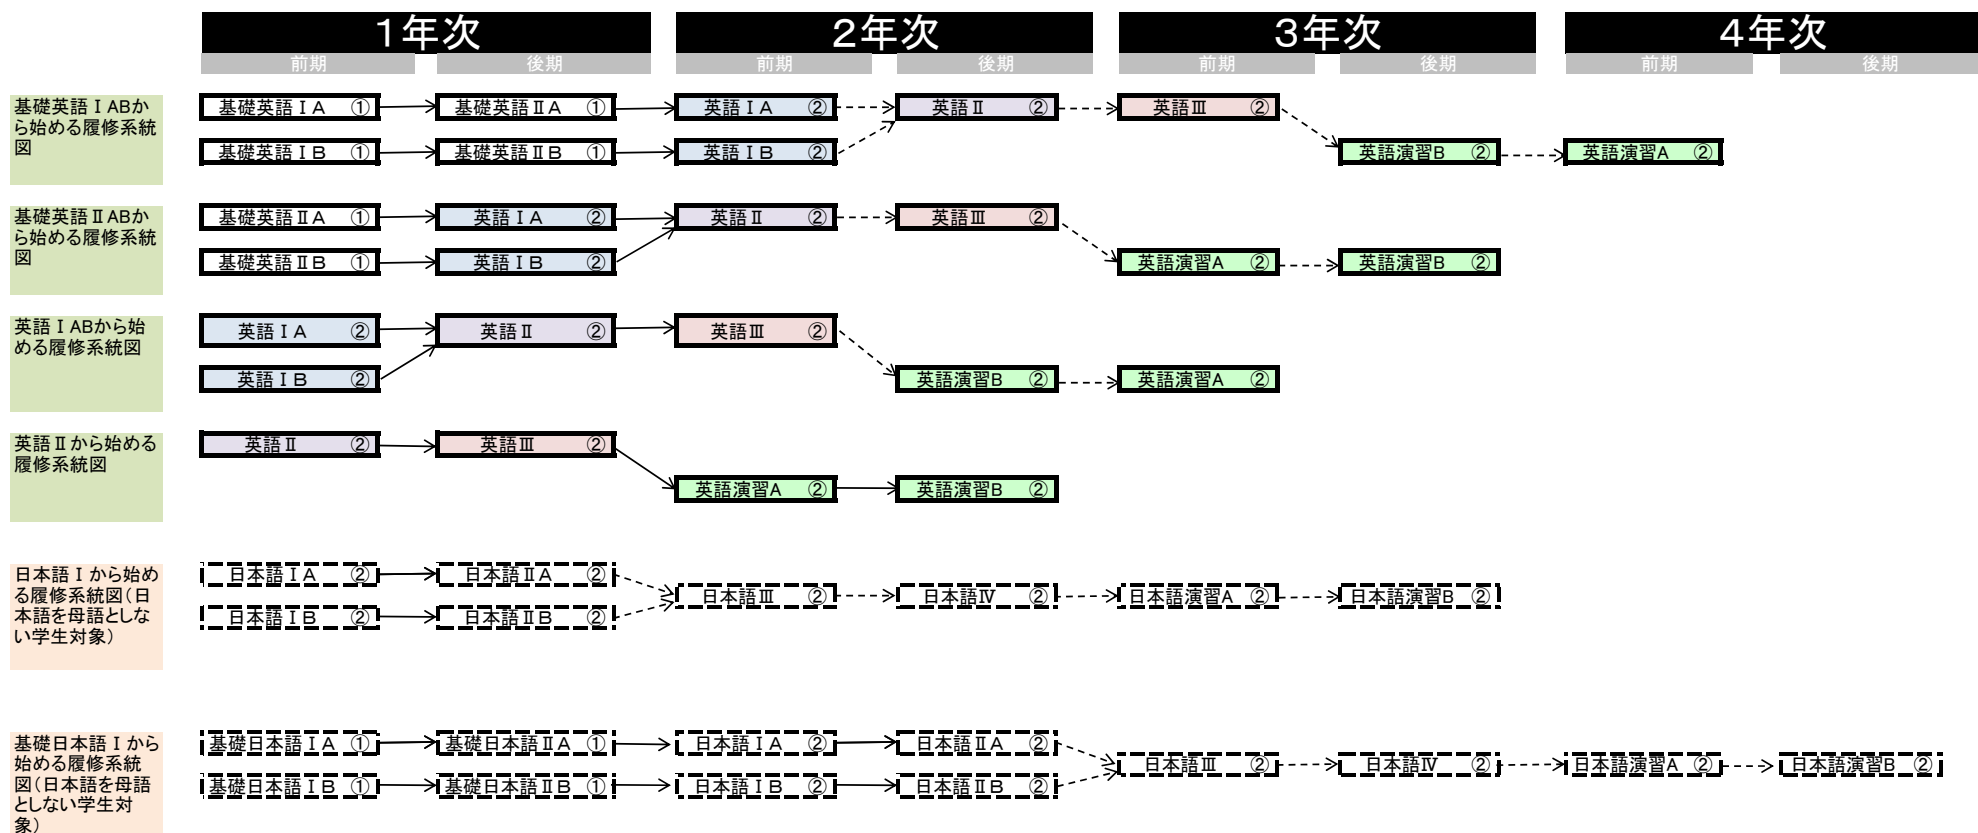 1年次 2年次 3年次 4年次
前期 後期 前期 後期 前期 後期 前期 後期
基礎英語ⅠABか
ら始める履修系統
図
基礎英語ⅠA ① 基礎英語ⅡA ① 英語ⅠA ② 英語Ⅱ ② 英語Ⅲ ②
基礎英語ⅠB ① 基礎英語ⅡB ① 英語ⅠB ② 英語演習B ② 英語演習A ②
基礎英語ⅡABか
ら始める履修系統
図
基礎英語ⅡA ① 英語ⅠA ② 英語Ⅱ ② 英語Ⅲ ②
基礎英語ⅡB ① 英語ⅠB ② 英語演習A ② 英語演習B ②
英語ⅠABから始
める履修系統図
英語ⅠA ② 英語Ⅱ ② 英語Ⅲ ②
英語ⅠB ② 英語演習B ② 英語演習A ②
英語Ⅱから始める
履修系統図
英語Ⅱ ② 英語Ⅲ ②
英語演習A ② 英語演習B ②
日本語Ⅰから始め
る履修系統図(日
本語を母語としな
い学生対象)
日本語ⅠA ② 日本語ⅡA ②
日本語Ⅲ ② 日本語Ⅳ ② 日本語演習A ② 日本語演習B ②
日本語ⅠB ② 日本語ⅡB ②
基礎日本語Ⅰから
始める履修系統
図(日本語を母語
としない学生対
象)
基礎日本語ⅠA ① 基礎日本語ⅡA ① 日本語ⅠA ② 日本語ⅡA ②
日本語Ⅲ ② 日本語Ⅳ ② 日本語演習A ② 日本語演習B ②
基礎日本語ⅠB ① 基礎日本語ⅡB ① 日本語ⅠB ② 日本語ⅡB ②